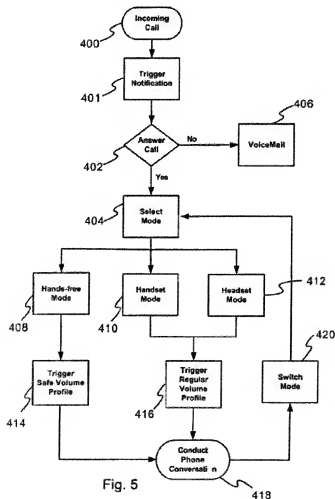 Incoming
Call
400
Trigger
Notification
401
406
Answer
Call
No
VoiceMail
402
Yes
Select
Mode
404
Hands-free
Mode
408
Handset
Mode
410
Headset
Mode
412
420
Trigger
Safe Volume
Profile
414
Trigger
Regular
Volume
Profile
416
Switch
Mode
Conduct
Phone
Conversati n
418
Fig. 5